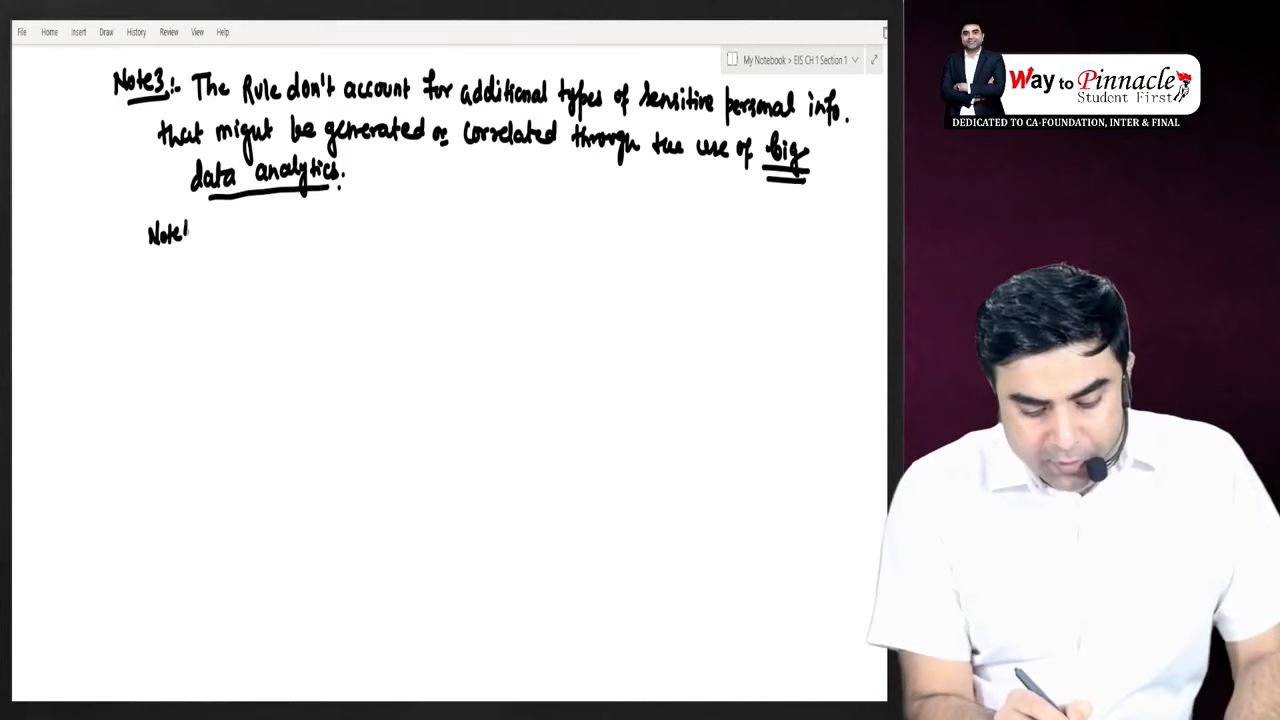 File Home Insert Draw History Review View Help
My Notebook > EIS CH 1 Section 1
Note3:- The Rule don't account for additional types of sensitive personal info.
that might be generated or correlated through the use of big
data analytics.
Note
Way to Pinnacle
Student First
DEDICATED TO CA-FOUNDATION, INTER & FINAL